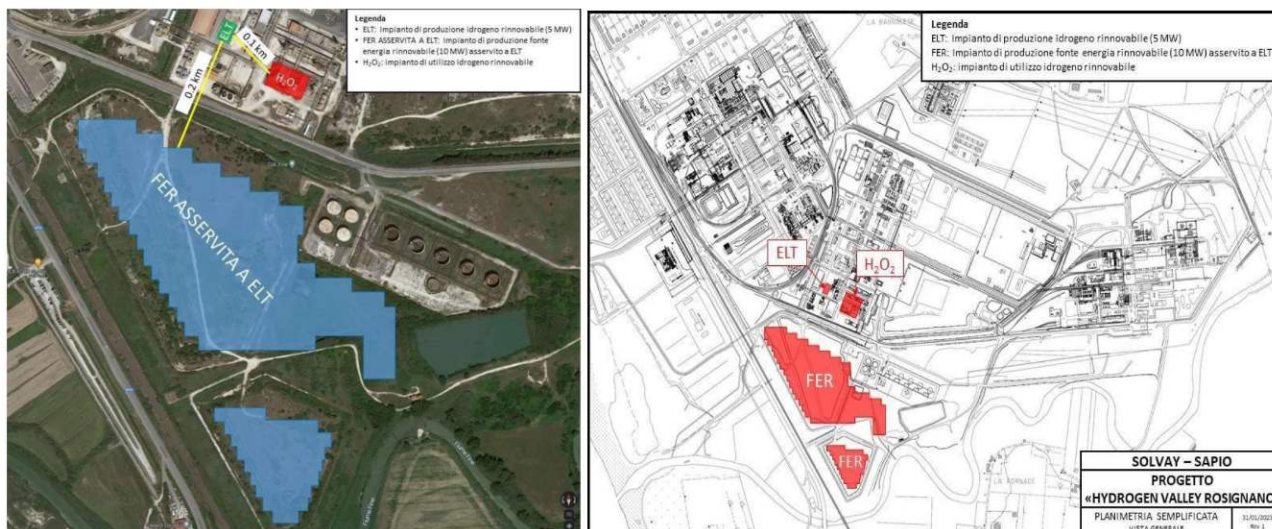 Legenda
• ELT: Impianto di produzione idrogeno rinnovabile (5 MW)
• FER ASSERVITA A ELT: Impianto di produzione fonte
energia rinnovabile (10 MW) asservito a ELT
• H₂O₂: impianto di utilizzo idrogeno rinnovabile
ELT
0.1 km
H₂O₂
0.2 km
FER ASSERVITA A ELT
Legenda
ELT: Impianto di produzione idrogeno rinnovabile (5 MW)
FER: Impianto di produzione fonte energia rinnovabile (10 MW) asservito a ELT
H₂O₂: impianto di utilizzo idrogeno rinnovabile
ELT
H₂O₂
FER
FER
SOLVAY – SAPIO
PROGETTO
«HYDROGEN VALLEY ROSIGNANO
PLANIMETRIA SEMPLIFICATA
VISTA GENERALE